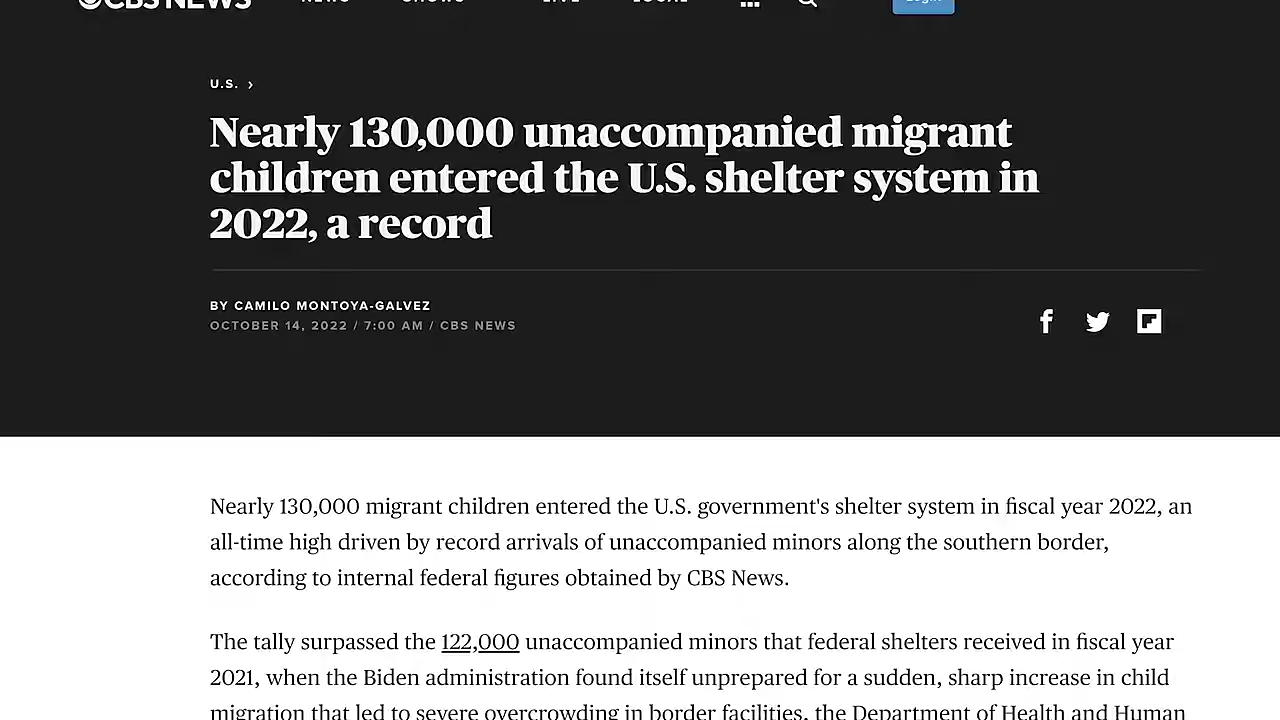 CBS NEWS NEWS SHOWS LIVE LOCAL ... Login
U.S. ›
Nearly 130,000 unaccompanied migrant
children entered the U.S. shelter system in
2022, a record
BY CAMILO MONTOYA-GALVEZ
OCTOBER 14, 2022 / 7:00 AM / CBS NEWS
Nearly 130,000 migrant children entered the U.S. government's shelter system in fiscal year 2022, an
all-time high driven by record arrivals of unaccompanied minors along the southern border,
according to internal federal figures obtained by CBS News.
The tally surpassed the 122,000 unaccompanied minors that federal shelters received in fiscal year
2021, when the Biden administration found itself unprepared for a sudden, sharp increase in child
migration that led to severe overcrowding in border facilities, the Department of Health and Human